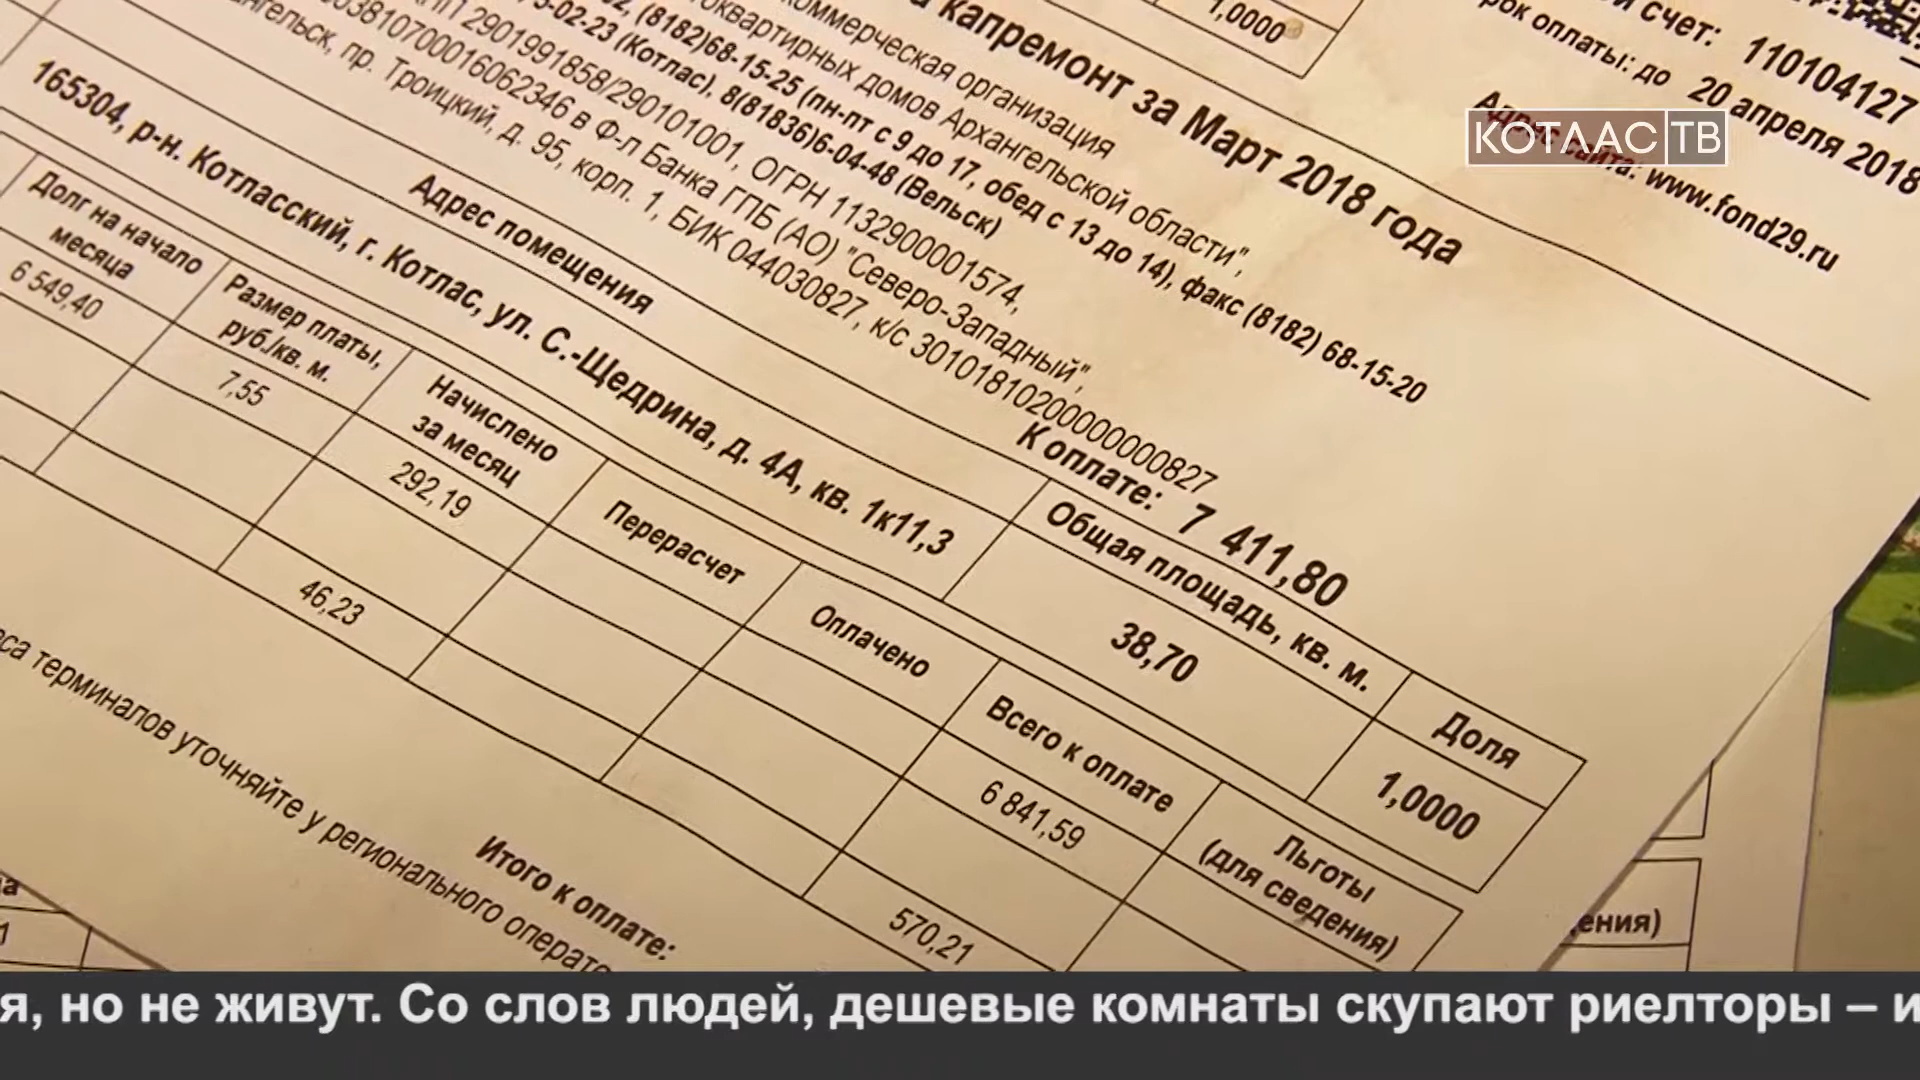 капремонт за Март 2018 года
счет: 110104127
оплаты: до 20 апреля 2018
Адрес сайта: www.fond29.ru
КОТЛАС ТВ
1,0000
коммерческая организация
домов Архангельской области",
(8182)68-15-25 (пн-пт с 9 до 17, обед с 13 до 14), факс (8182) 68-15-20
02-23 (Котлас), 8(81836)6-04-48 (Вельск)
2901991858/290101001, ОГРН 1132900001574,
в Ф-л Банка ГПБ (АО) "Северо-Западный",
пр. Троицкий, д. 95, корп. 1, БИК 044030827, к/с 30101810200000000827
К оплате: 7 411,80
Адрес помещения
Общая площадь, кв. м.
Доля
165304, р-н. Котласский, г. Котлас, ул. С.-Щедрина, д. 4А, кв. 1к11,3
38,70
1,0000
Долг на начало месяца
Размер платы, руб./кв. м.
Начислено за месяц
Перерасчет
Оплачено
Всего к оплате
Льготы (для сведения)
6 549,40
7,55
292,19
6 841,59
46,23
570,21
Итого к оплате:
терминалов уточняйте у регионального
, но не живут. Со слов людей, дешевые комнаты скупают риелторы –